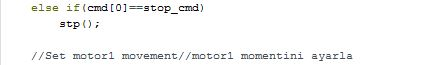 else if(cmd[0]==stop_cmd)
stp();
//Set motor1 movement//motor1 momentini ayarla